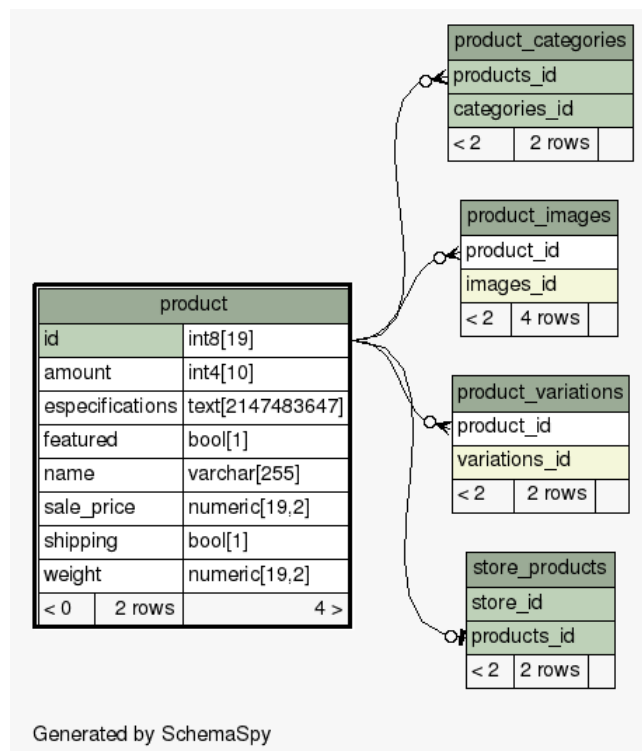 product_categories
products_id
categories_id
< 2 2 rows
product_images
product_id
images_id
< 2 4 rows
product
id int8[19]
amount int4[10]
especifications text[2147483647]
featured bool[1]
name varchar[255]
sale_price numeric[19,2]
shipping bool[1]
weight numeric[19,2]
< 0 2 rows 4 >
product_variations
product_id
variations_id
< 2 2 rows
store_products
store_id
products_id
< 2 2 rows
Generated by SchemaSpy